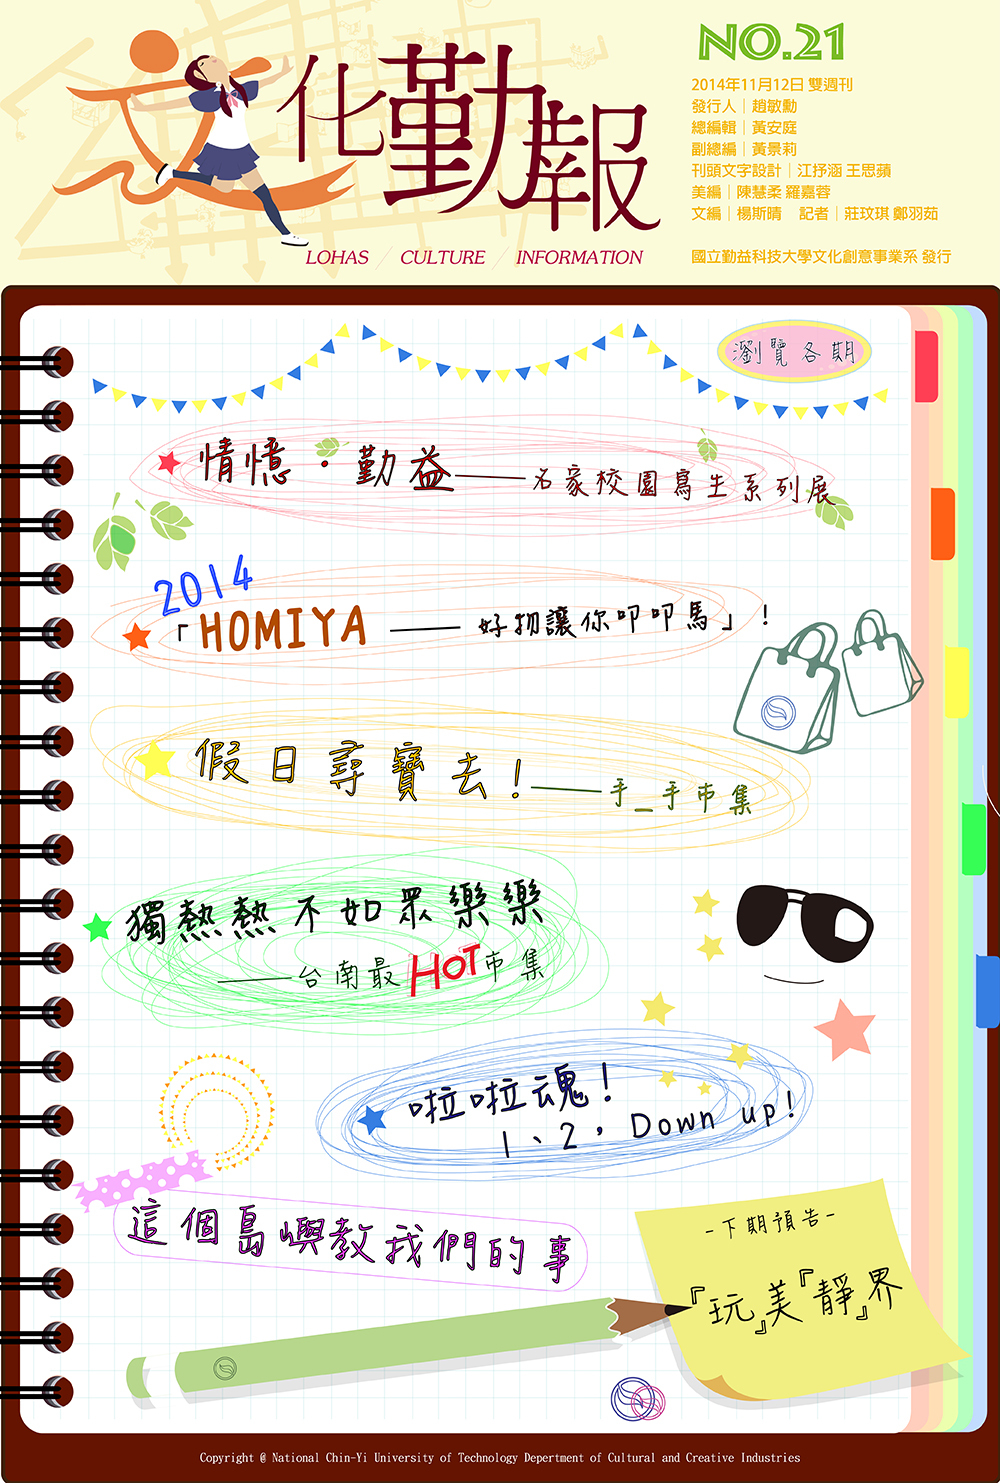 文化勤報
LOHAS / CULTURE / INFORMATION
NO.21
2014年11月12日 雙週刊
發行人｜趙敏勳
總編輯｜黃安庭
副總編｜黃景莉
刊頭文字設計｜江抒涵 王思蘋
美編｜陳慧柔 羅嘉蓉
文編｜楊斯晴 記者｜莊玟琪 鄭羽茹
國立勤益科技大學文化創意事業系 發行
瀏覽各期
情憶・勤益——名家校園寫生系列展
2014
「HOMIYA——好物讓你叩叩馬」！
假日尋寶去！——手_手市集
獨熱熱不如眾樂樂
——台南最HOT市集
啦啦魂！
1、2，Down up!
這個島嶼教我們的事
-下期預告-
『玩』美『靜』界
Copyright @ National Chin-Yi University of Technology Depertment of Cultural and Creative Industries